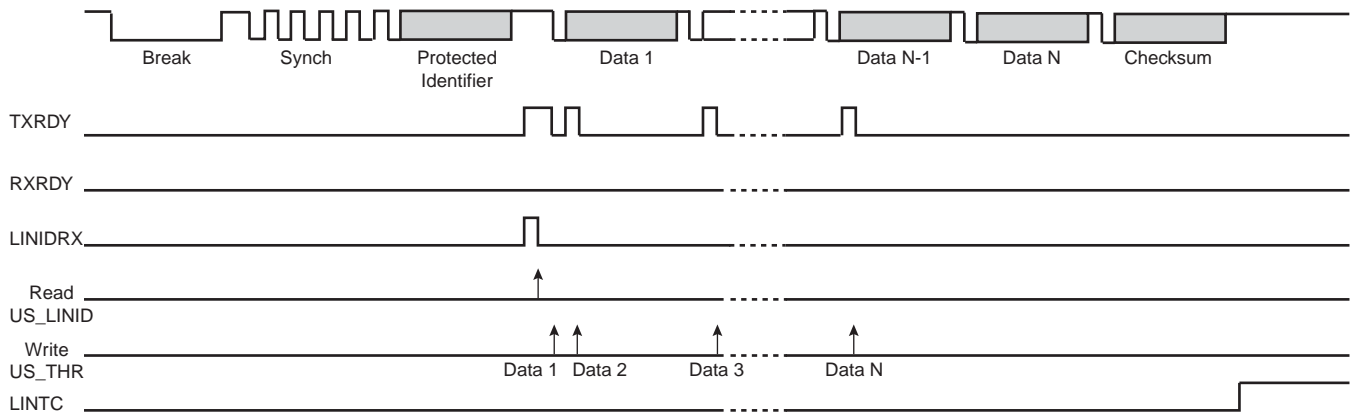 Break Synch Protected Data 1 Data N-1 Data N Checksum
Identifier
TXRDY
RXRDY
LINIDRX
Read
US_LINID
Write
US_THR Data 1 Data 2 Data 3 Data N
LINTC